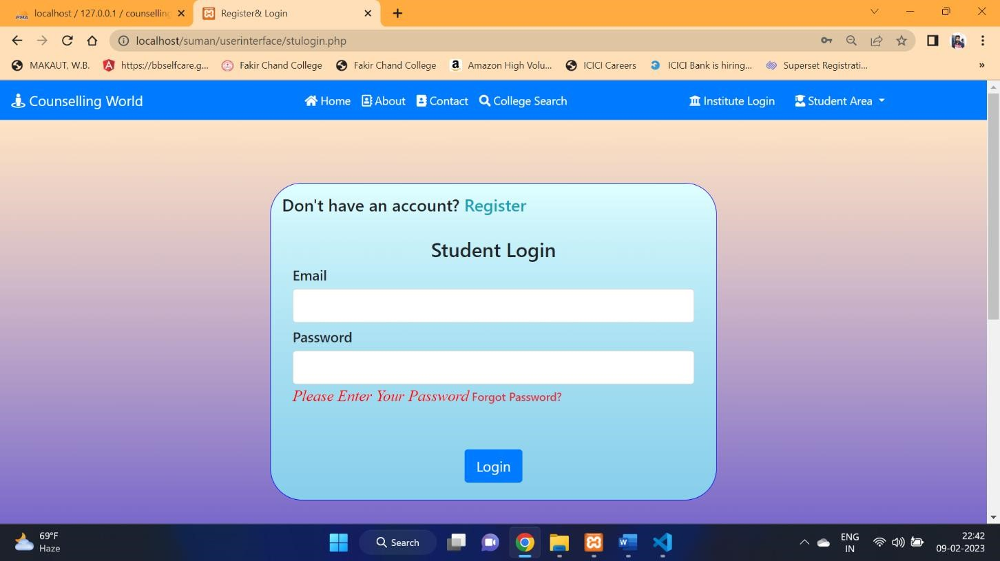 PMA localhost / 127.0.0.1 / counselling
Register& Login
localhost/suman/userinterface/stulogin.php
MAKAUT, W.B. https://bbselfcare.g... Fakir Chand College Fakir Chand College a Amazon High Volu... ICICI Careers ICICI Bank is hiring... Superset Registrati... »
Counselling World Home About Contact College Search Institute Login Student Area
Don't have an account? Register
Student Login
Email
Password
Please Enter Your Password Forgot Password?
Login
69°F
Haze
Search
W
ENG
IN
22:42
09-02-2023